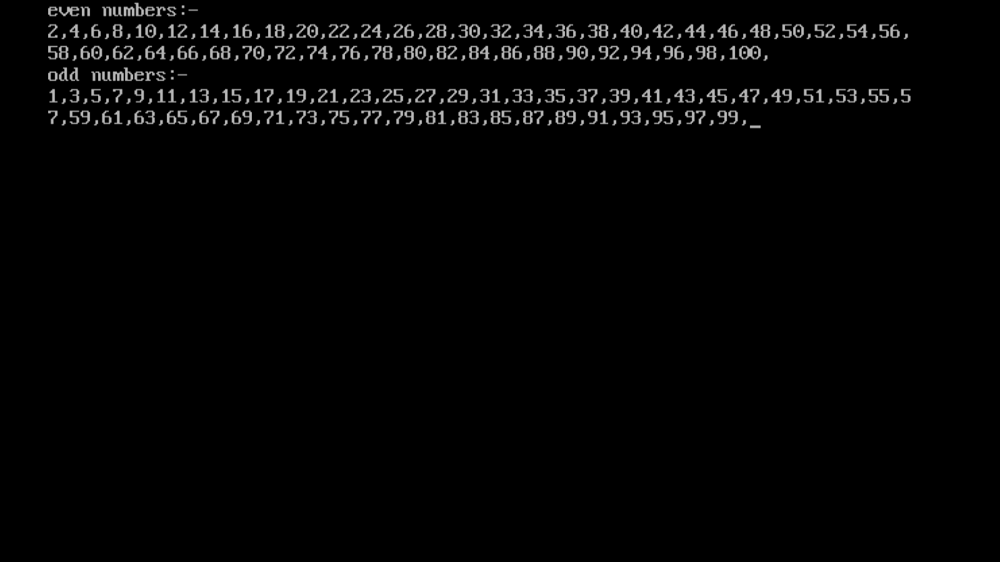 even numbers:-
2,4,6,8,10,12,14,16,18,20,22,24,26,28,30,32,34,36,38,40,42,44,46,48,50,52,54,56,
58,60,62,64,66,68,70,72,74,76,78,80,82,84,86,88,90,92,94,96,98,100,
odd numbers:-
1,3,5,7,9,11,13,15,17,19,21,23,25,27,29,31,33,35,37,39,41,43,45,47,49,51,53,55,5
7,59,61,63,65,67,69,71,73,75,77,79,81,83,85,87,89,91,93,95,97,99,_